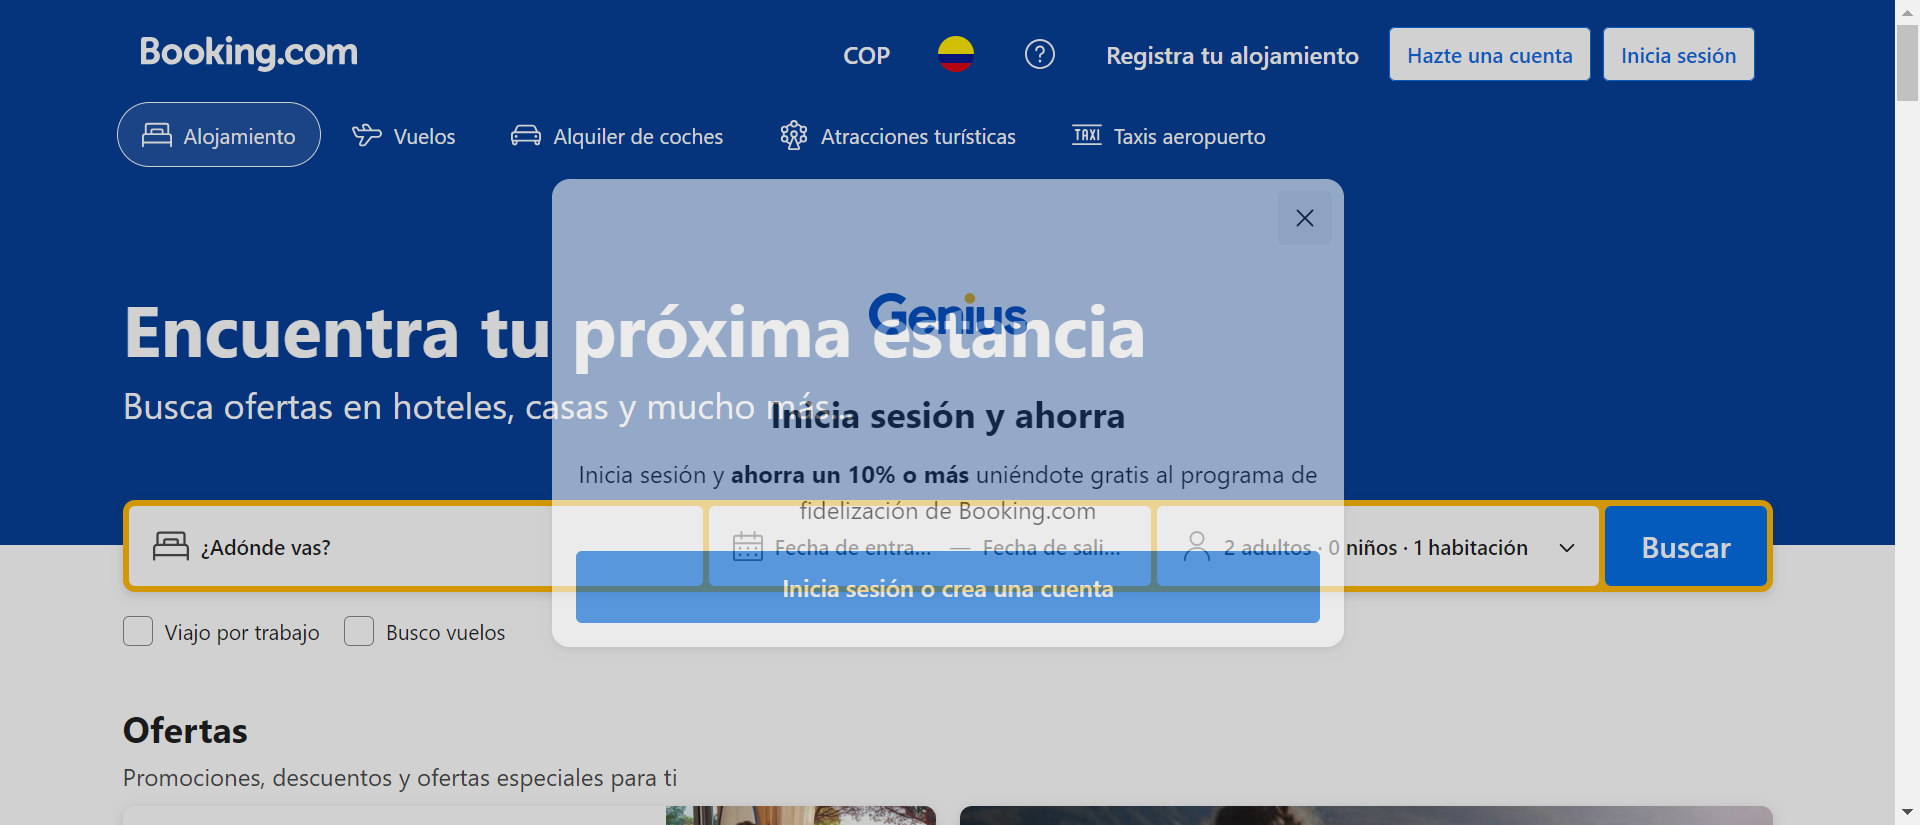 Booking.com
COP
Registra tu alojamiento
Hazte una cuenta
Inicia sesión
Alojamiento
Vuelos
Alquiler de coches
Atracciones turísticas
TAXI Taxis aeropuerto
Genius
Encuentra tu próxima estancia
Busca ofertas en hoteles, casas y mucho más...
Inicia sesión y ahorra
Inicia sesión y ahorra un 10% o más uniéndote gratis al programa de
fidelización de Booking.com
¿Adónde vas?
Fecha de entra... — Fecha de sali...
2 adultos · 0 niños · 1 habitación
Buscar
Inicia sesión o crea una cuenta
Viajo por trabajo
Busco vuelos
Ofertas
Promociones, descuentos y ofertas especiales para ti